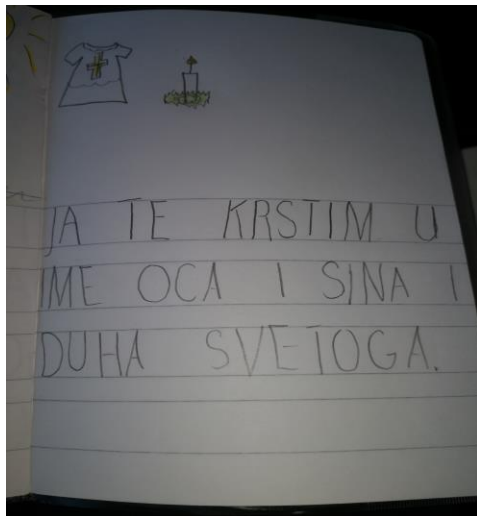 JA TE KRSTIM U
IME OCA I SINA I
DUHA SVETOGA.